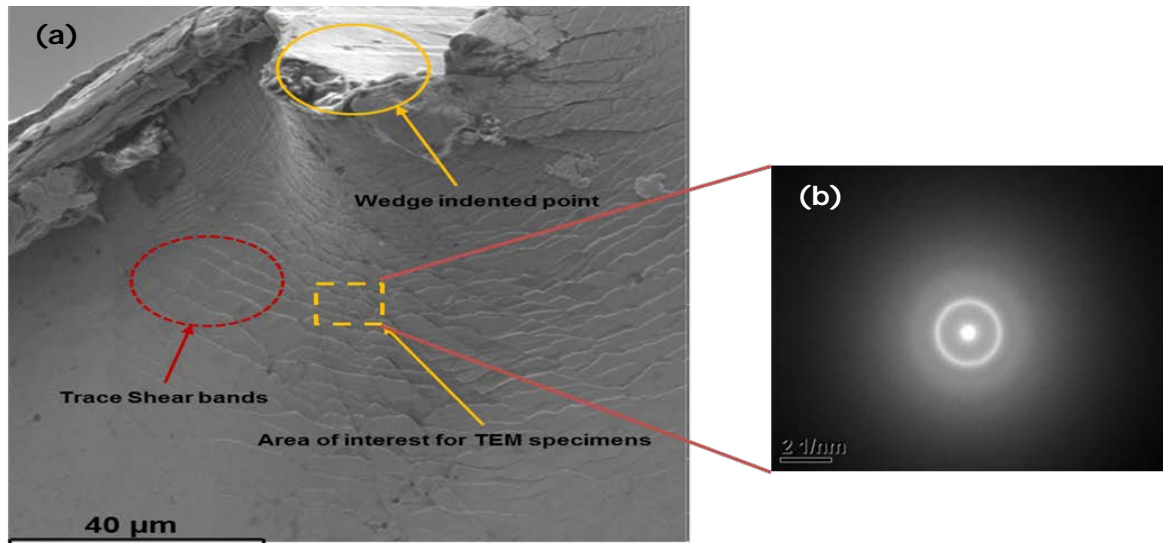 (a)
Wedge indented point
Trace Shear bands
Area of interest for TEM specimens
40 µm
(b)
2 1/nm